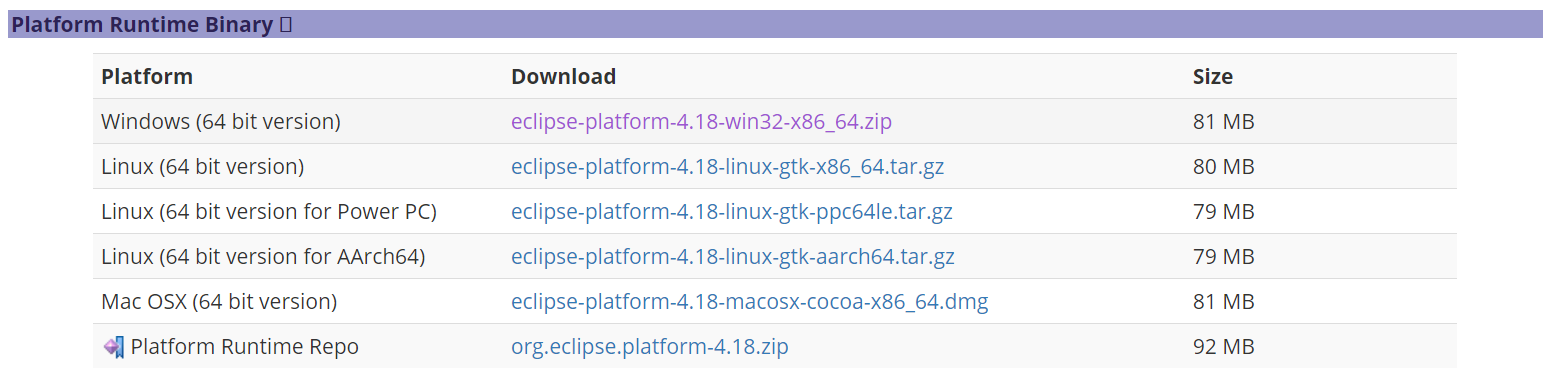 Platform Runtime Binary
Platform Download Size
Windows (64 bit version) eclipse-platform-4.18-win32-x86_64.zip 81 MB
Linux (64 bit version) eclipse-platform-4.18-linux-gtk-x86_64.tar.gz 80 MB
Linux (64 bit version for Power PC) eclipse-platform-4.18-linux-gtk-ppc64le.tar.gz 79 MB
Linux (64 bit version for AArch64) eclipse-platform-4.18-linux-gtk-aarch64.tar.gz 79 MB
Mac OSX (64 bit version) eclipse-platform-4.18-macosx-cocoa-x86_64.dmg 81 MB
Platform Runtime Repo org.eclipse.platform-4.18.zip 92 MB